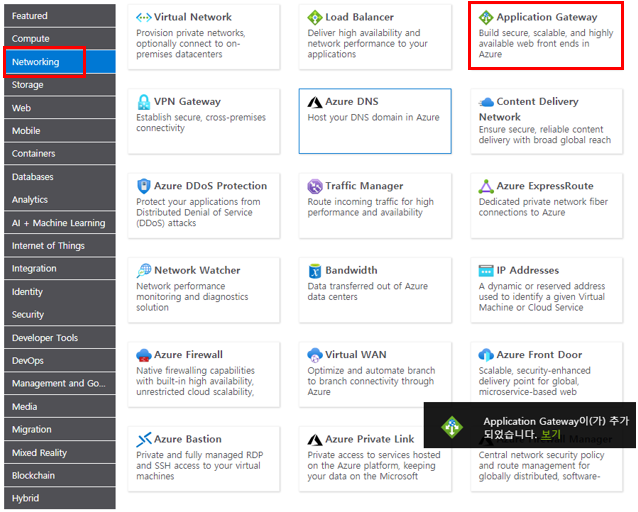 Featured
Compute
Networking
Storage
Web
Mobile
Containers
Databases
Analytics
AI + Machine Learning
Internet of Things
Integration
Identity
Security
Developer Tools
DevOps
Management and Go...
Media
Migration
Mixed Reality
Blockchain
Hybrid
Virtual Network
Provision private networks,
optionally connect to on-
premises datacenters
Load Balancer
Deliver high availability and
network performance to your
applications
Application Gateway
Build secure, scalable, and highly
available web front ends in
Azure
VPN Gateway
Establish secure, cross-premises
connectivity
Azure DNS
Host your DNS domain in Azure
Content Delivery
Network
Ensure secure, reliable content
delivery with broad global reach
Azure DDoS Protection
Protect your applications from
Distributed Denial of Service
(DDoS) attacks
Traffic Manager
Route incoming traffic for high
performance and availability
Azure ExpressRoute
Dedicated private network fiber
connections to Azure
Network Watcher
Network performance
monitoring and diagnostics
solution
Bandwidth
Data transferred out of Azure
data centers
IP Addresses
A dynamic or reserved address
used to identify a given Virtual
Machine or Cloud Service
Azure Firewall
Native firewalling capabilities
with built-in high availability,
unrestricted cloud scalability,
Virtual WAN
Optimize and automate branch
to branch connectivity through
Azure
Azure Front Door
Scalable, security-enhanced
delivery point for global,
microservice-based web
Azure Bastion
Private and fully managed RDP
and SSH access to your virtual
machines
Azure Private Link
Private access to services hosted
on the Azure platform, keeping
your data on the Microsoft
Application Gateway이(가) 추가
되었습니다. 보기
Manager
Central network security policy
and route management for
globally distributed, software-